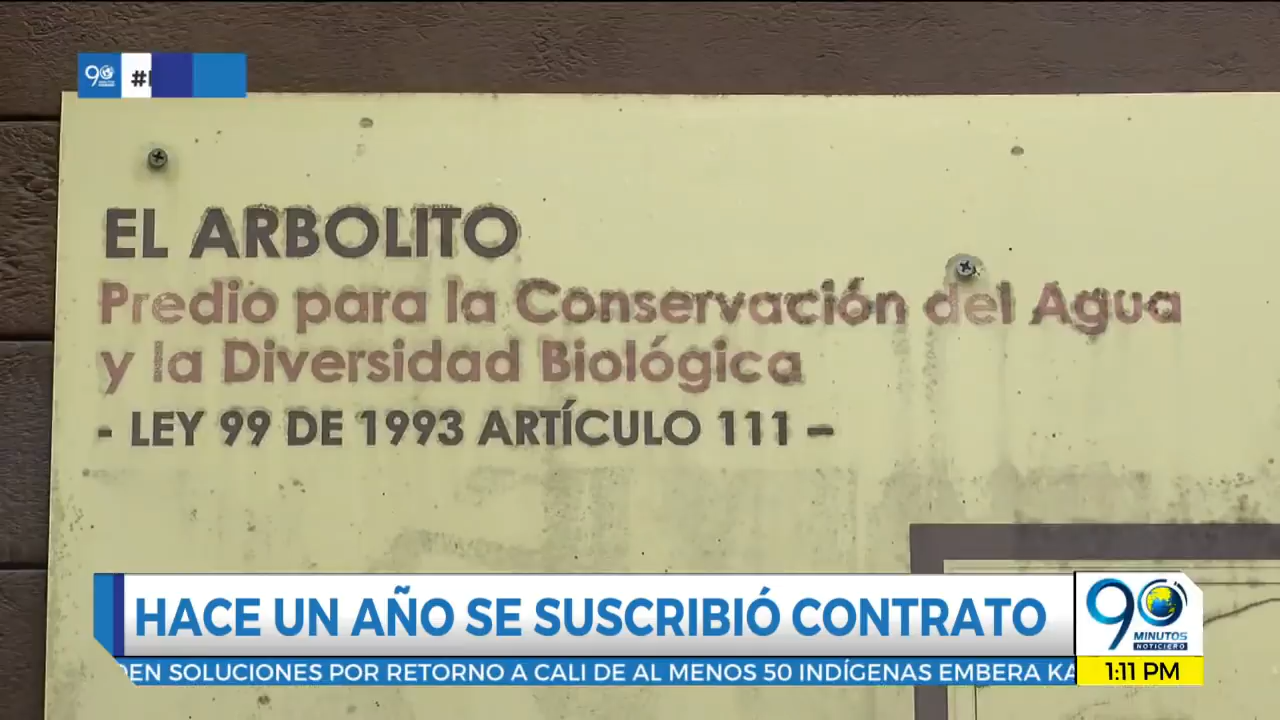 90
MINUTOS
#
EL ARBOLITO
Predio para la Conservación del Agua
y la Diversidad Biológica
- LEY 99 DE 1993 ARTÍCULO 111 –
HACE UN AÑO SE SUSCRIBIÓ CONTRATO
90
MINUTOS
NOTICIERO
SOLUCIONES POR RETORNO A CALI DE AL MENOS 50 INDÍGENAS EMBERA
1:11 PM